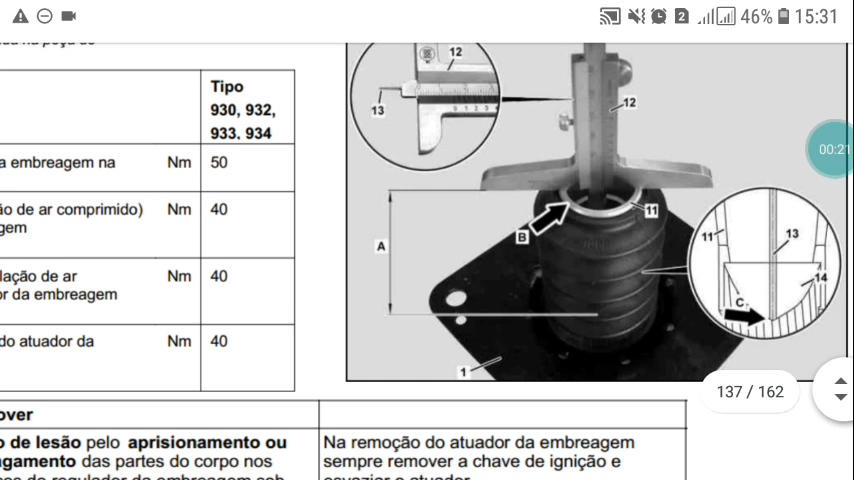 46% 15:31
00:21
Tipo
930, 932,
933, 934
a embreagem na Nm 50
ão de ar comprimido) Nm 40
gem
lação de ar Nm 40
or da embreagem
do atuador da Nm 40
12
13
12
11
B
A
1
11
13
14
C
137 / 162
over
o de lesão pelo aprisionamento ou
das partes do corpo nos
Na remoção do atuador da embreagem
sempre remover a chave de ignição e